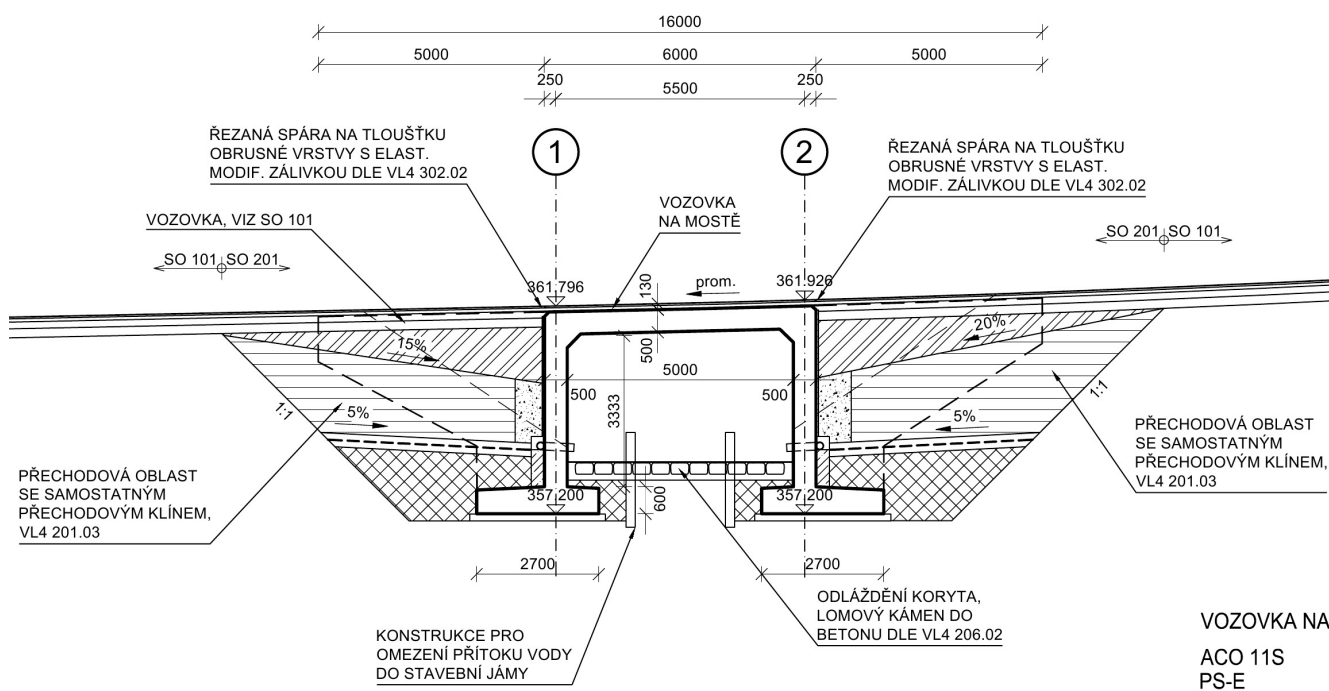 16000
5000
6000
5000
250
250
5500
ŘEZANÁ SPÁRA NA TLOUŠŤKU
OBRUSNÉ VRSTVY S ELAST.
MODIF. ZÁLIVKOU DLE VL4 302.02
1
2
ŘEZANÁ SPÁRA NA TLOUŠŤKU
OBRUSNÉ VRSTVY S ELAST.
MODIF. ZÁLIVKOU DLE VL4 302.02
VOZOVKA, VIZ SO 101
VOZOVKA
NA MOSTĚ
SO 101
SO 201
SO 201
SO 101
361.796
130
prom.
361.926
15%
20%
500
5000
500
500
3333
1:1
1:1
5%
5%
PŘECHODOVÁ OBLAST
SE SAMOSTATNÝM
PŘECHODOVÝM KLÍNEM,
VL4 201.03
PŘECHODOVÁ OBLAST
SE SAMOSTATNÝM
PŘECHODOVÝM KLÍNEM,
VL4 201.03
357.200
600
357.200
2700
2700
KONSTRUKCE PRO
OMEZENÍ PŘÍTOKU VODY
DO STAVEBNÍ JÁMY
ODLÁŽDĚNÍ KORYTA,
LOMOVÝ KÁMEN DO
BETONU DLE VL4 206.02
VOZOVKA NA
ACO 11S
PS-E